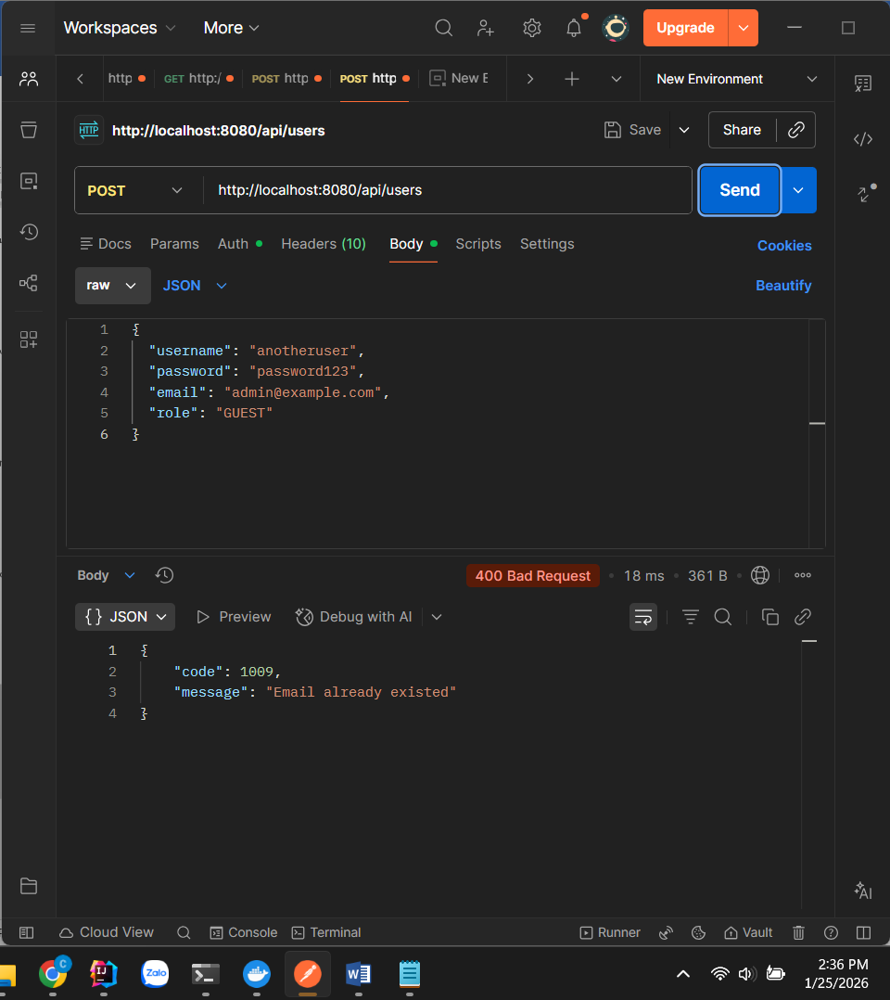 Workspaces More Upgrade
http GET http:/ POST http POST http New E New Environment
HTTP http://localhost:8080/api/users Save Share
POST http://localhost:8080/api/users Send
Docs Params Auth Headers (10) Body Scripts Settings Cookies
raw JSON Beautify
1 {
2 "username": "anotheruser",
3 "password": "password123",
4 "email": "admin@example.com",
5 "role": "GUEST"
6 }
Body 400 Bad Request • 18 ms • 361 B •
{} JSON Preview Debug with AI
1 {
2 "code": 1009,
3 "message": "Email already existed"
4 }
AI
Cloud View Console Terminal Runner Vault
C Zalo W 2:36 PM
1/25/2026